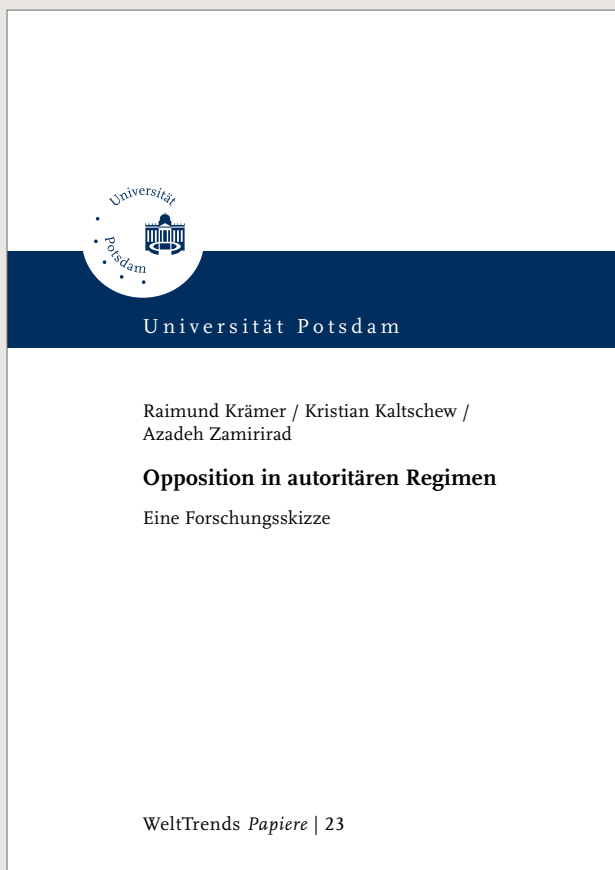 Universität
Potsdam
Universität Potsdam
Raimund Krämer / Kristian Kaltschew /
Azadeh Zamirirad
Opposition in autoritären Regimen
Eine Forschungsskizze
WeltTrends Papiere | 23